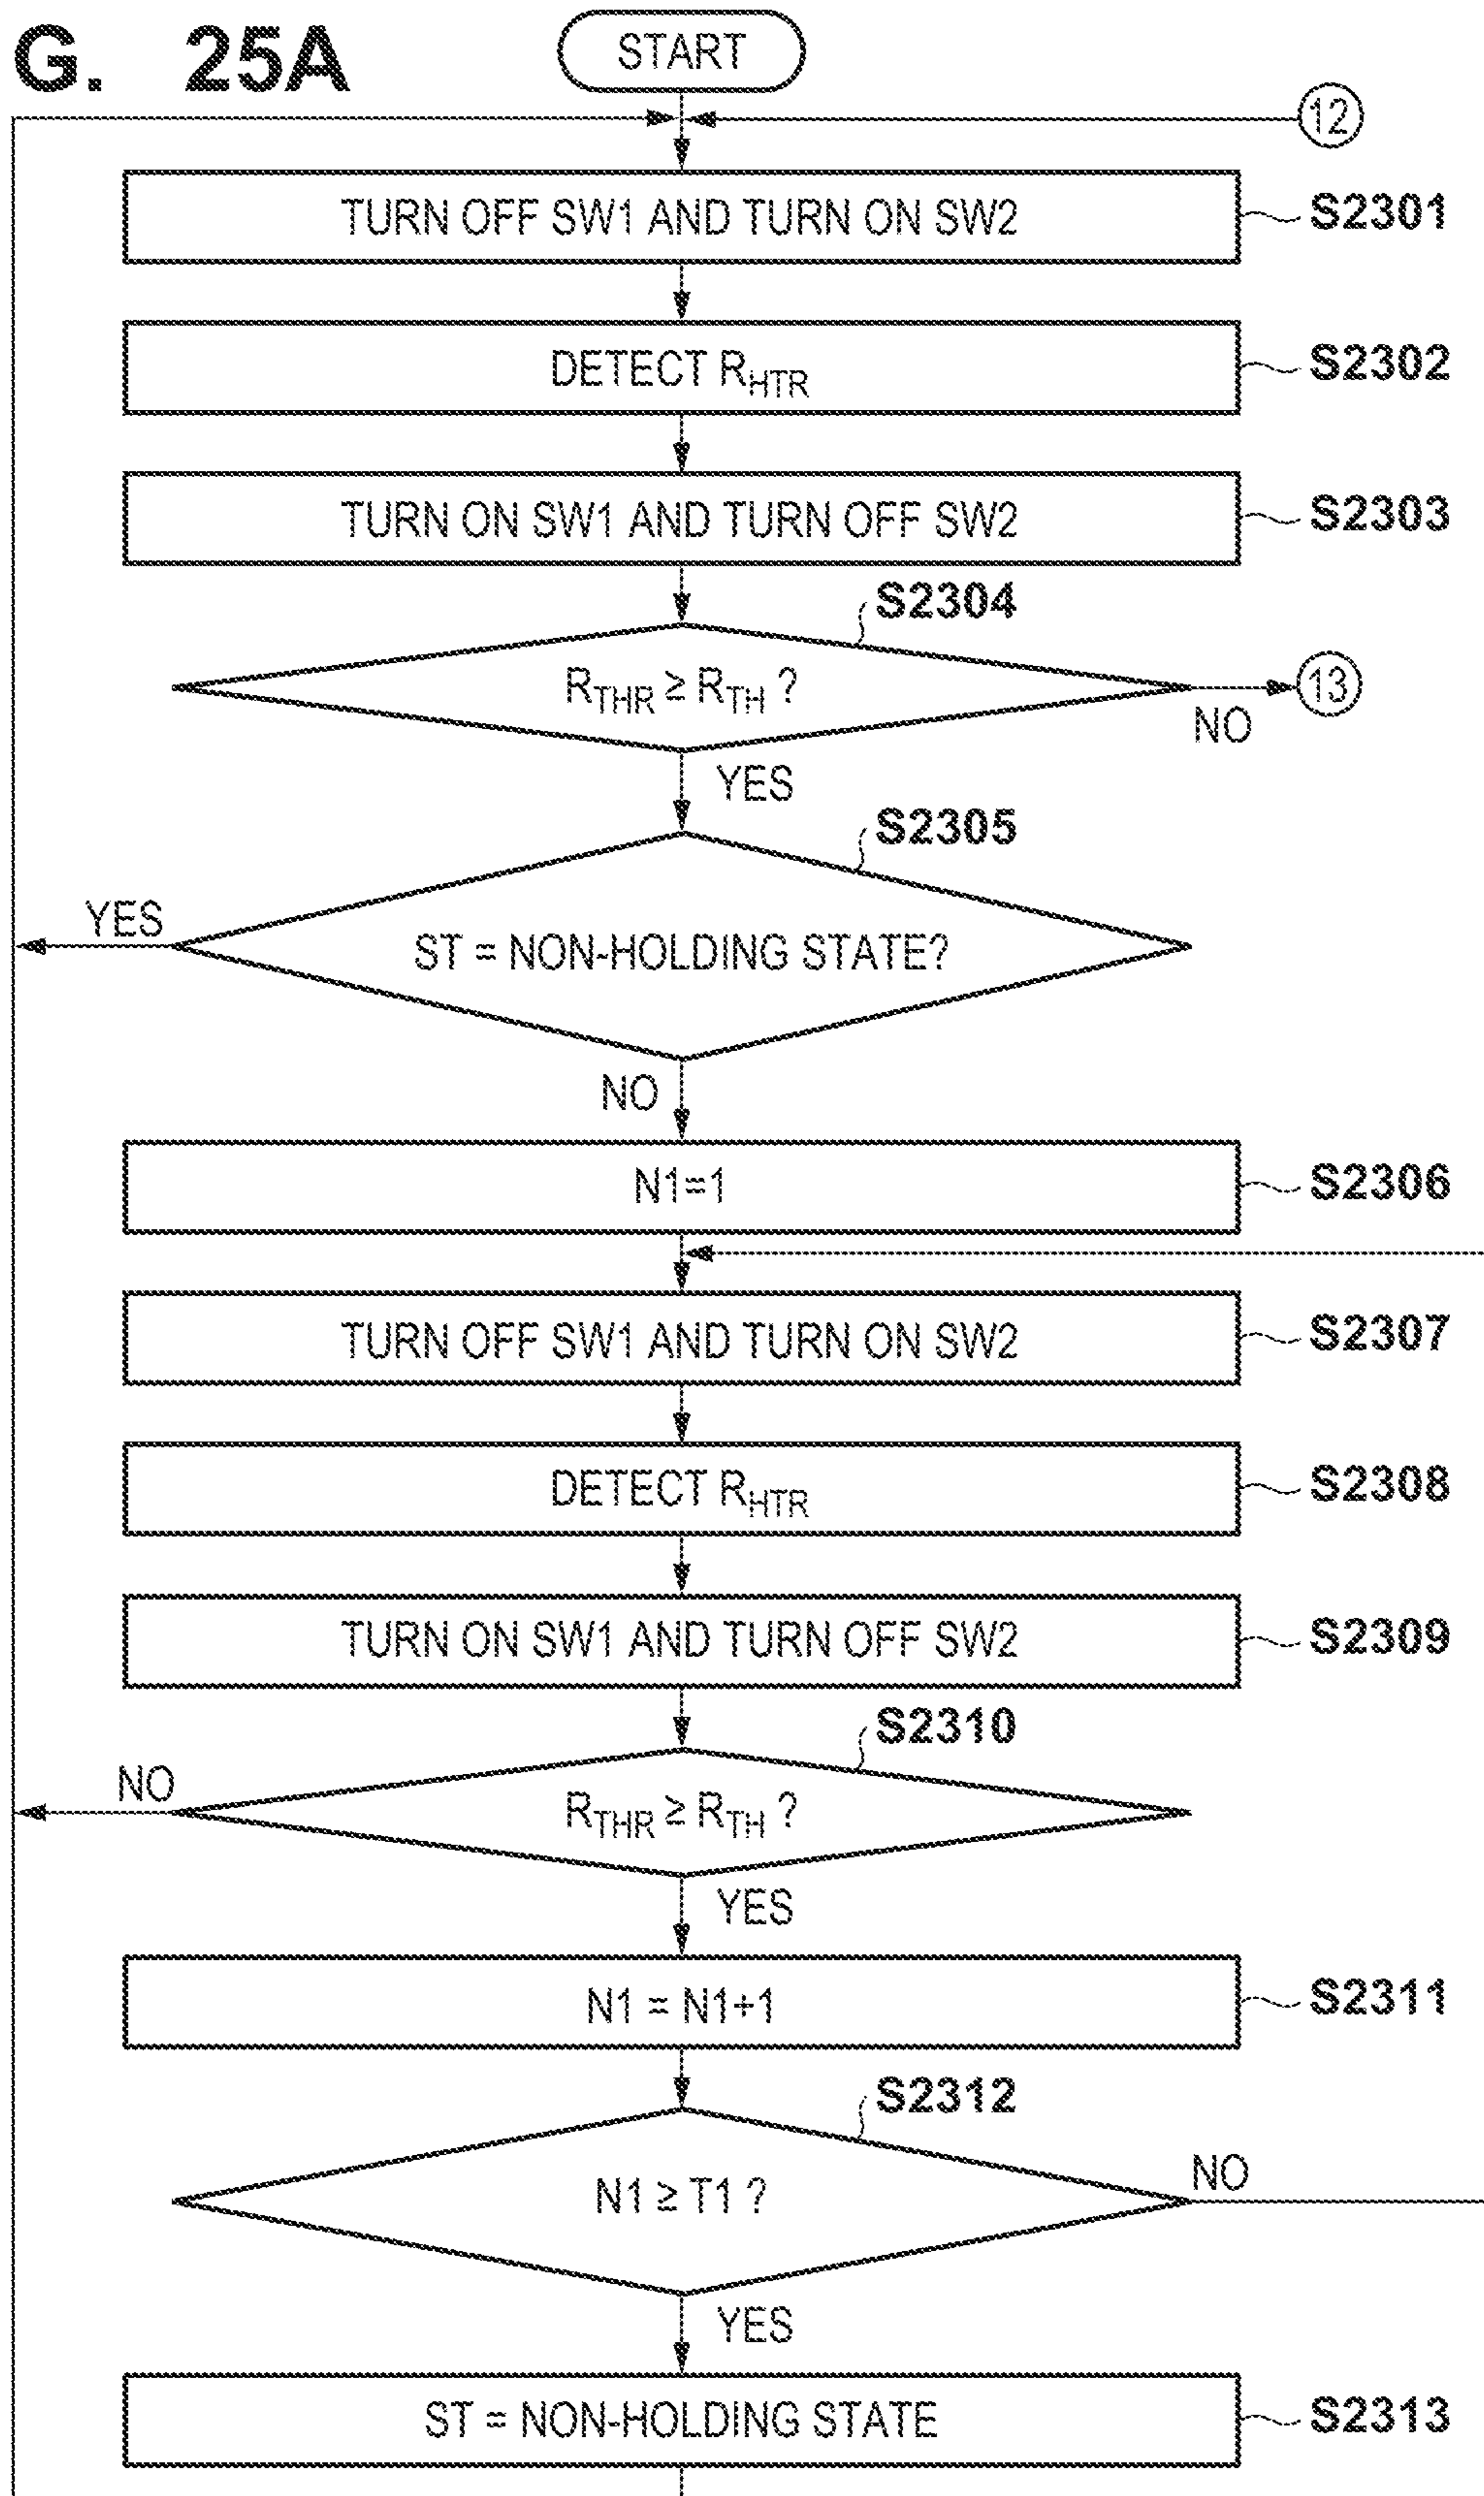 G. 25A
START
12
TURN OFF SW1 AND TURN ON SW2
S2301
DETECT RHTR
S2302
TURN ON SW1 AND TURN OFF SW2
S2303
S2304
RTHR ≥ RTH ?
13
NO
YES
S2305
YES
ST = NON-HOLDING STATE?
NO
N1=1
S2306
TURN OFF SW1 AND TURN ON SW2
S2307
DETECT RHTR
S2308
TURN ON SW1 AND TURN OFF SW2
S2309
S2310
NO
RTHR ≥ RTH ?
YES
N1 = N1+1
S2311
S2312
N1 ≥ T1 ?
NO
YES
ST = NON-HOLDING STATE
S2313